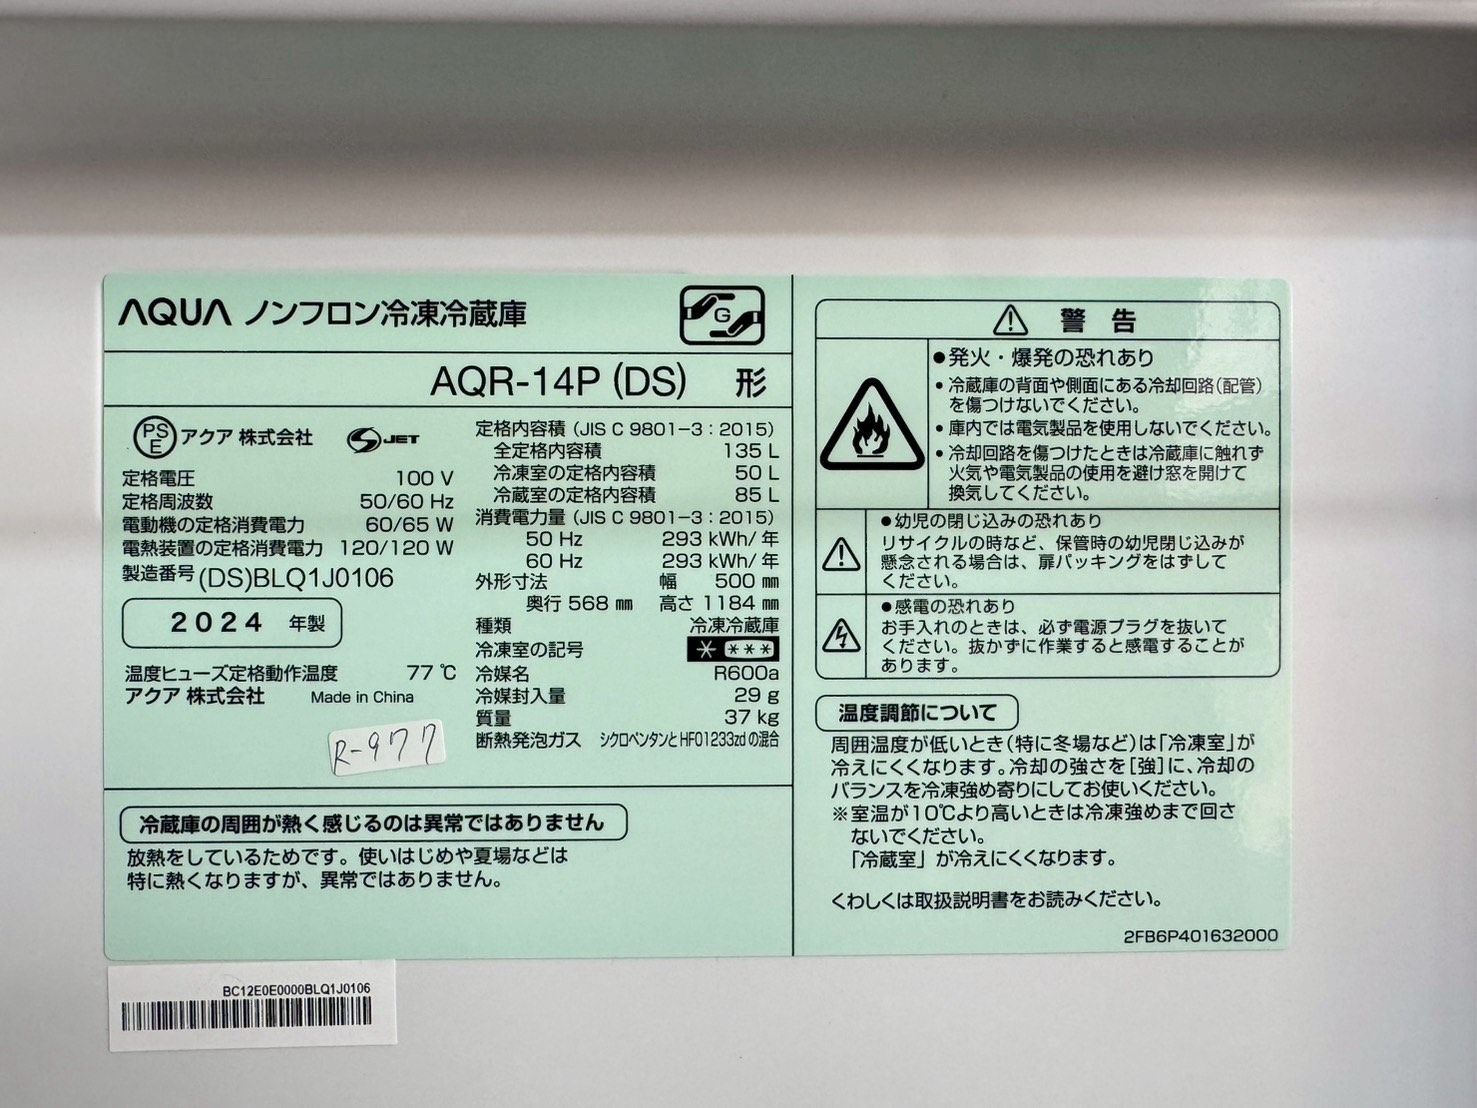 AQUA ノンフロン冷凍冷蔵庫
G
AQR-14P (DS) 形
PS
E
アクア 株式会社
S JET
定格電圧 100 V
定格周波数 50/60 Hz
電動機の定格消費電力 60/65 W
電熱装置の定格消費電力 120/120 W
製造番号 (DS)BLQ1J0106
2024 年製
温度ヒューズ定格動作温度 77 ℃
アクア 株式会社 Made in China
R-977
定格内容積 (JIS C 9801-3:2015)
全定格内容積 135 L
冷凍室の定格内容積 50 L
冷蔵室の定格内容積 85 L
消費電力量 (JIS C 9801-3:2015)
50 Hz 293 kWh/年
60 Hz 293 kWh/年
外形寸法 幅 500 ㎜
奥行 568 ㎜ 高さ 1184 ㎜
種類 冷凍冷蔵庫
冷凍室の記号 * ***
冷媒名 R600a
冷媒封入量 29 g
質量 37 kg
断熱発泡ガス シクロペンタンとHFO1233zdの混合
冷蔵庫の周囲が熱く感じるのは異常ではありません
放熱をしているためです。使いはじめや夏場などは
特に熱くなりますが、異常ではありません。
警 告
●発火・爆発の恐れあり
・冷蔵庫の背面や側面にある冷却回路(配管)
を傷つけないでください。
・庫内では電気製品を使用しないでください。
・冷却回路を傷つけたときは冷蔵庫に触れず
火気や電気製品の使用を避け窓を開けて
換気してください。
●幼児の閉じ込みの恐れあり
リサイクルの時など、保管時の幼児閉じ込みが
懸念される場合は、扉パッキングをはずして
ください。
●感電の恐れあり
お手入れのときは、必ず電源プラグを抜いて
ください。抜かずに作業すると感電することが
あります。
温度調節について
周囲温度が低いとき(特に冬場など)は「冷凍室」が
冷えにくくなります。冷却の強さを[強]に、冷却の
バランスを冷凍強め寄りにしてお使いください。
※室温が10℃より高いときは冷凍強めまで回さ
ないでください。
「冷蔵室」が冷えにくくなります。
くわしくは取扱説明書をお読みください。
2FB6P401632000
BC12E0E0000BLQ1J0106